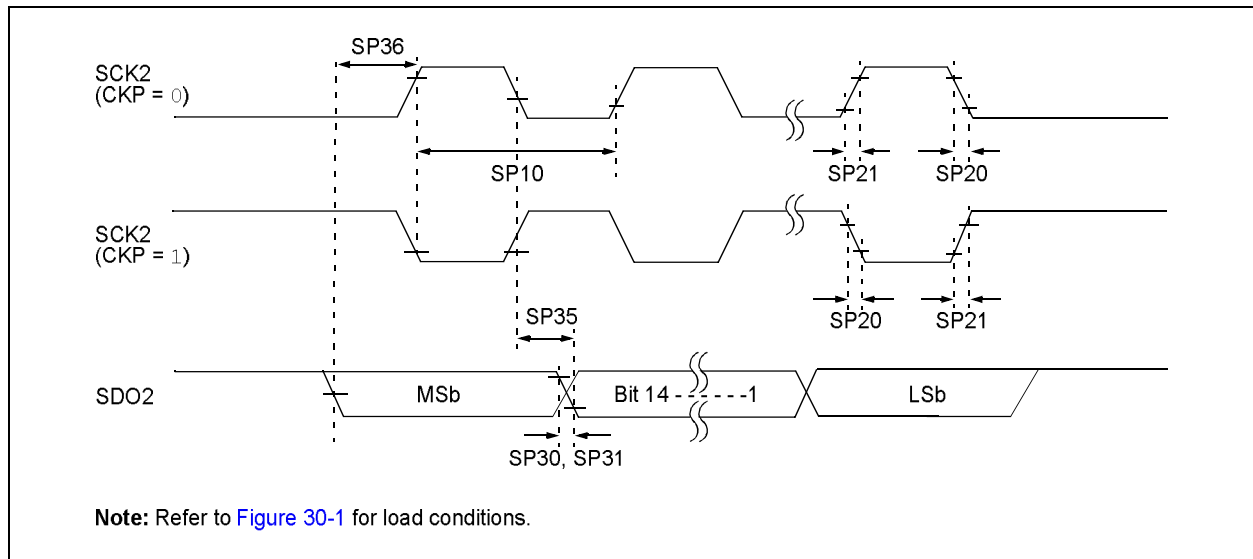 SP36
SCK2
(CKP = 0)
SP10
SP21
SP20
SCK2
(CKP = 1)
SP35
SP20
SP21
SDO2
MSb
Bit 14 - - - - - -1
LSb
SP30, SP31
Note: Refer to Figure 30-1 for load conditions.